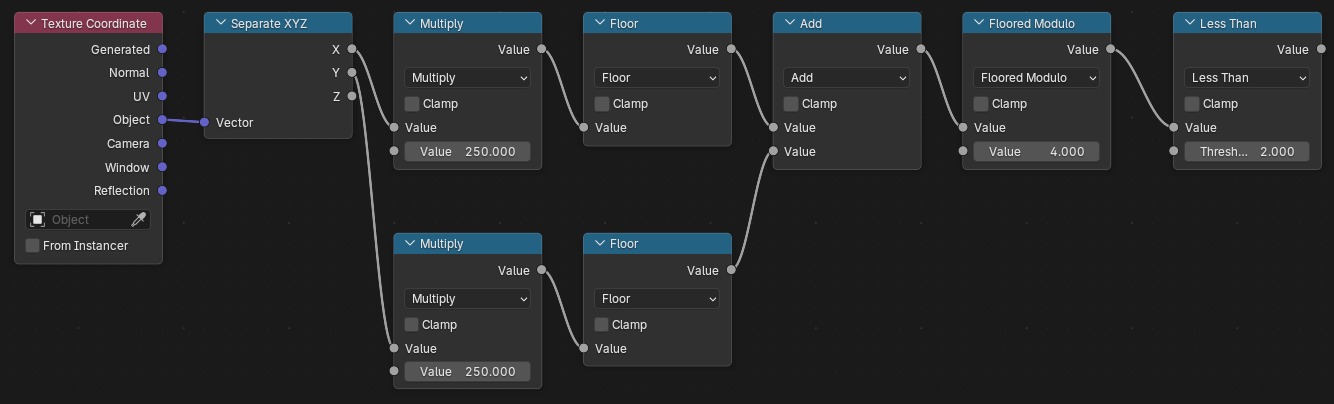 Texture Coordinate
Generated
Normal
UV
Object
Camera
Window
Reflection
Object
From Instancer
Separate XYZ
X
Y
Z
Vector
Multiply
Value
Multiply
Clamp
Value
Value 250.000
Floor
Value
Floor
Clamp
Value
Add
Value
Add
Clamp
Value
Value
Floored Modulo
Value
Floored Modulo
Clamp
Value
Value 4.000
Less Than
Value
Less Than
Clamp
Value
Thresh... 2.000
Multiply
Value
Multiply
Clamp
Value
Value 250.000
Floor
Value
Floor
Clamp
Value